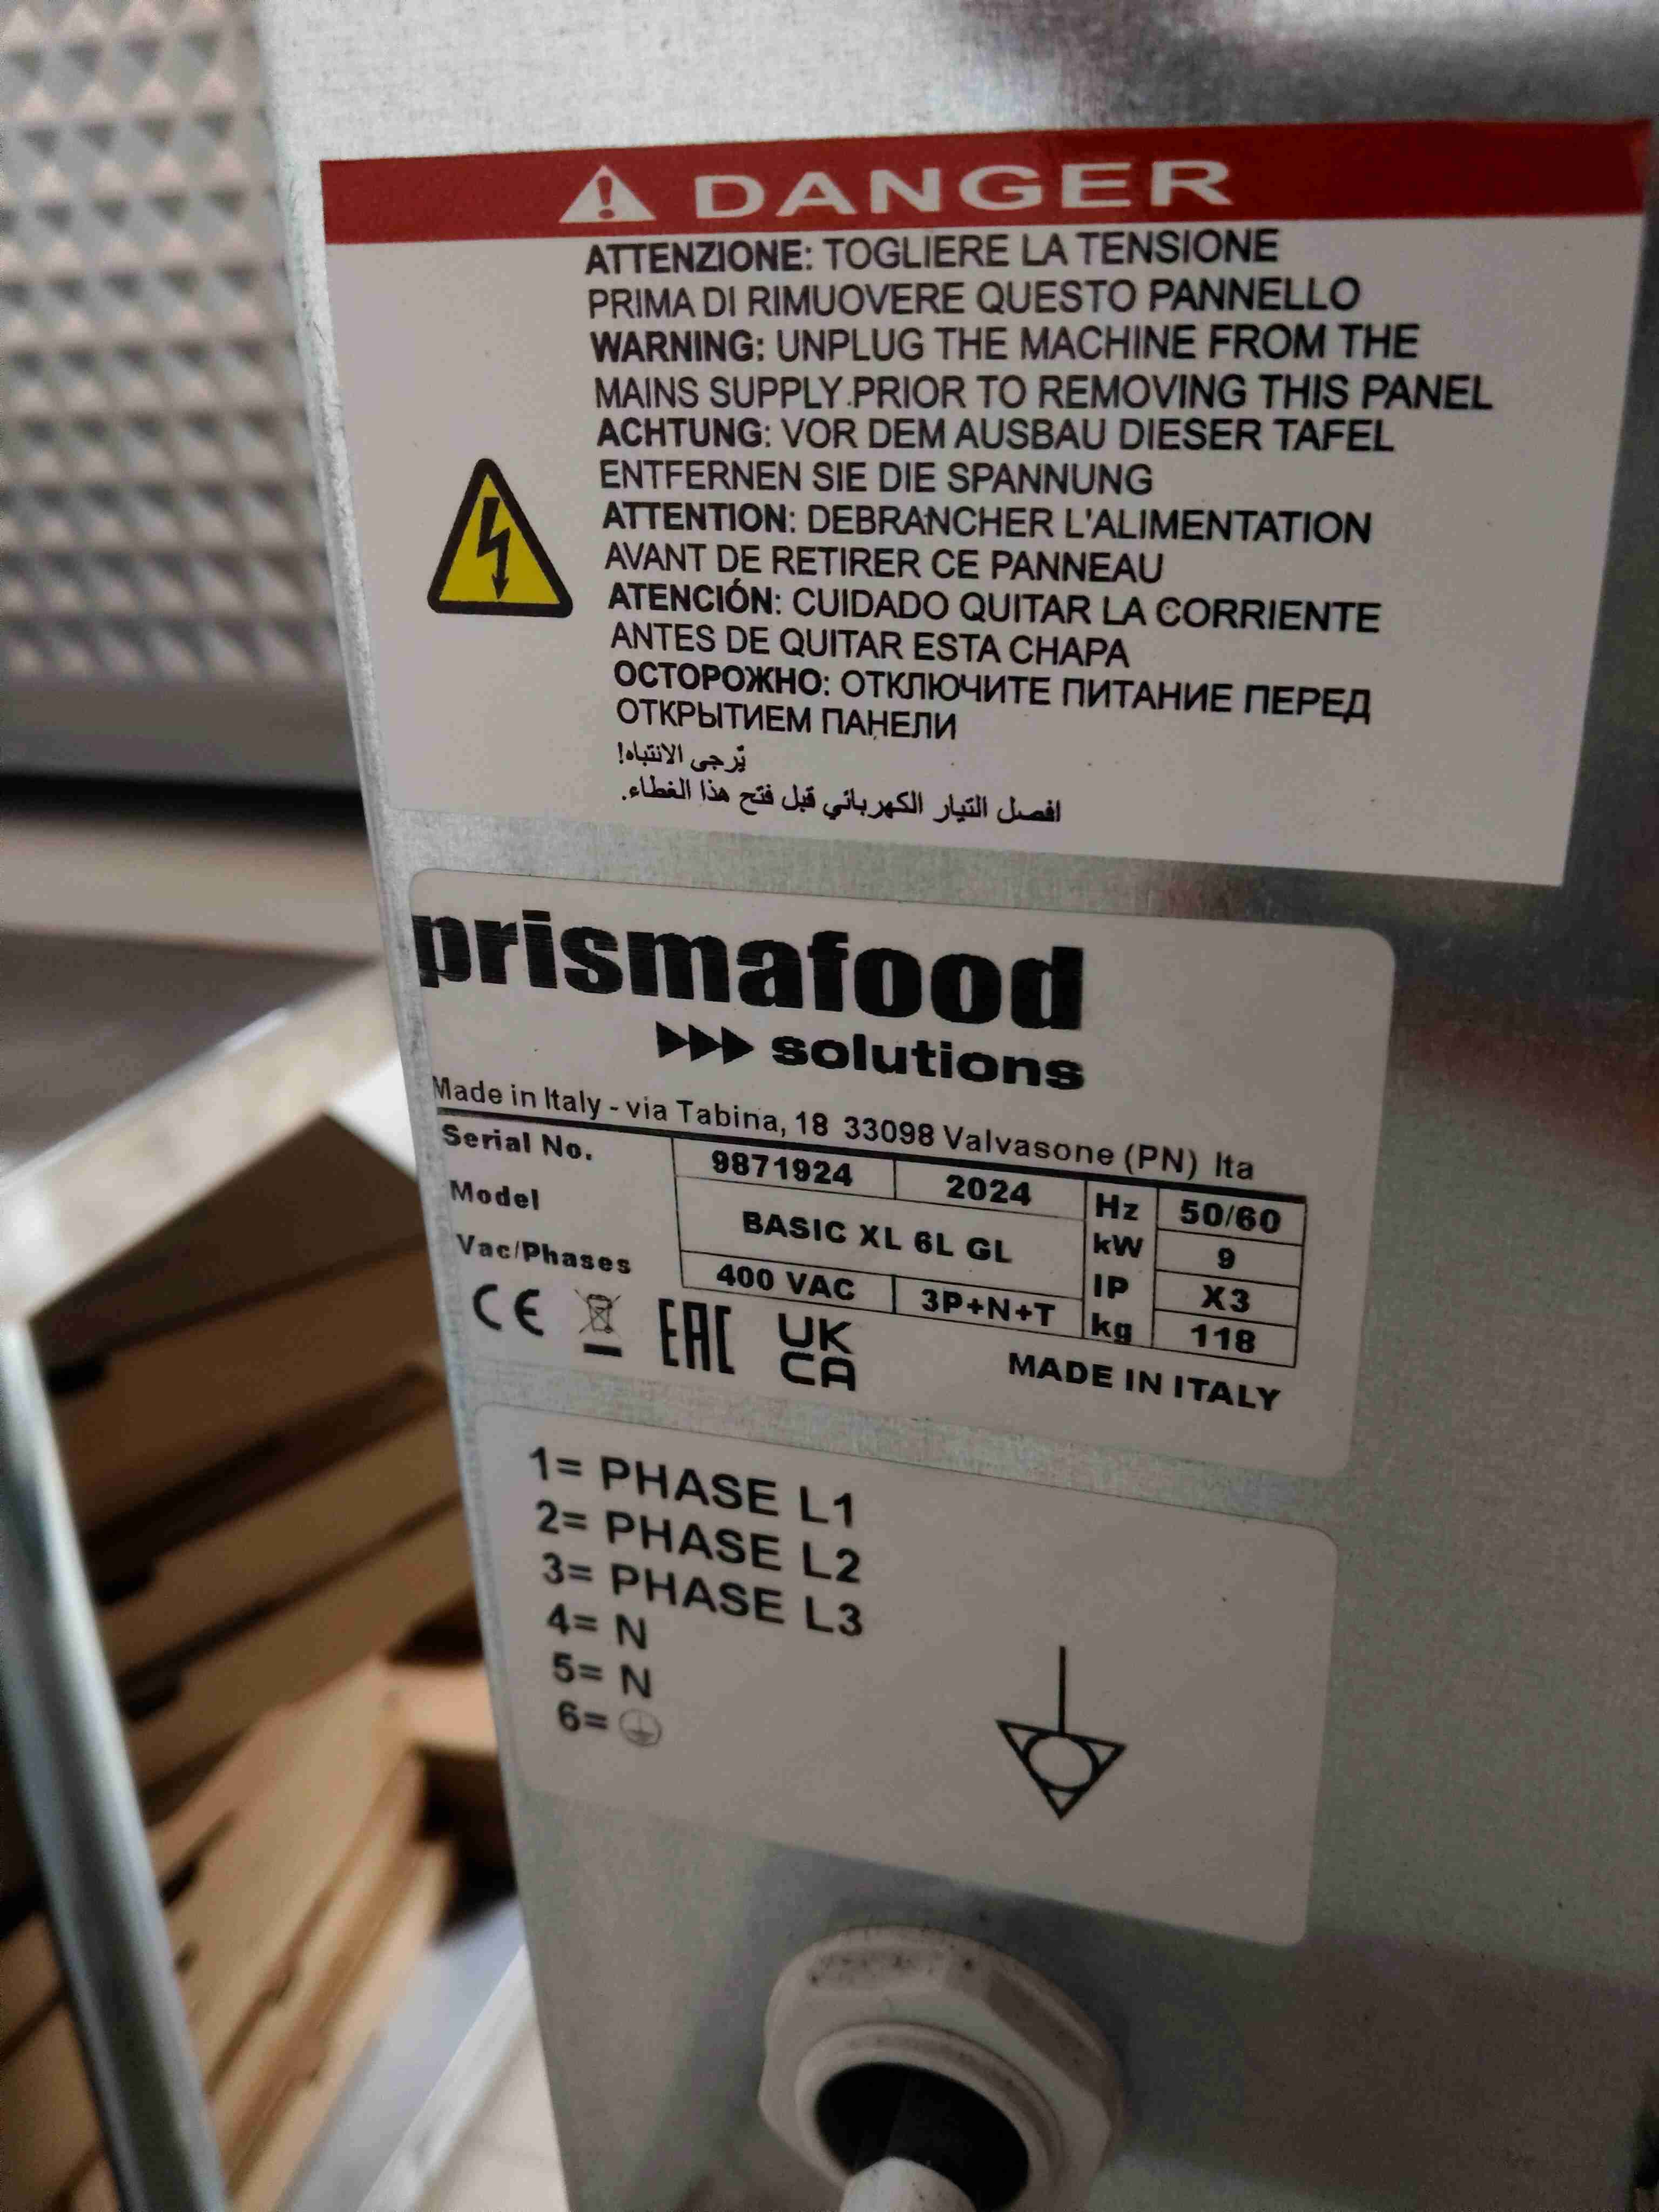 DANGER
ATTENZIONE: TOGLIERE LA TENSIONE
PRIMA DI RIMUOVERE QUESTO PANNELLO
WARNING: UNPLUG THE MACHINE FROM THE
MAINS SUPPLY PRIOR TO REMOVING THIS PANEL
ACHTUNG: VOR DEM AUSBAU DIESER TAFEL
ENTFERNEN SIE DIE SPANNUNG
ATTENTION: DEBRANCHER L'ALIMENTATION
AVANT DE RETIRER CE PANNEAU
ATENCIÓN: CUIDADO QUITAR LA CORRIENTE
ANTES DE QUITAR ESTA CHAPA
ОСТОРОЖНО: ОТКЛЮЧИТЕ ПИТАНИЕ ПЕРЕД
ОТКРЫТИЕМ ПАНЕЛИ
يّرجى الانتباه!
افصل التيار الكهربائي قبل فتح هذا الغطاء.
prismafood
solutions
Made in Italy - via Tabina, 18 33098 Valvasone (PN) Ita
Serial No. 9871924 2024 Hz 50/60
Model BASIC XL 6L GL kW 9
Vac/Phases 400 VAC 3P+N+T IP X3
kg 118
CE EAC UK
CA
MADE IN ITALY
1= PHASE L1
2= PHASE L2
3= PHASE L3
4= N
5= N
6=